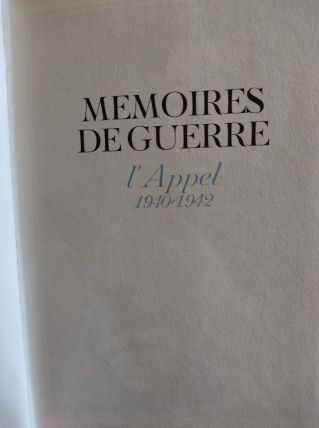 MEMOIRES
DE GUERRE
l'Appel
1940-1942